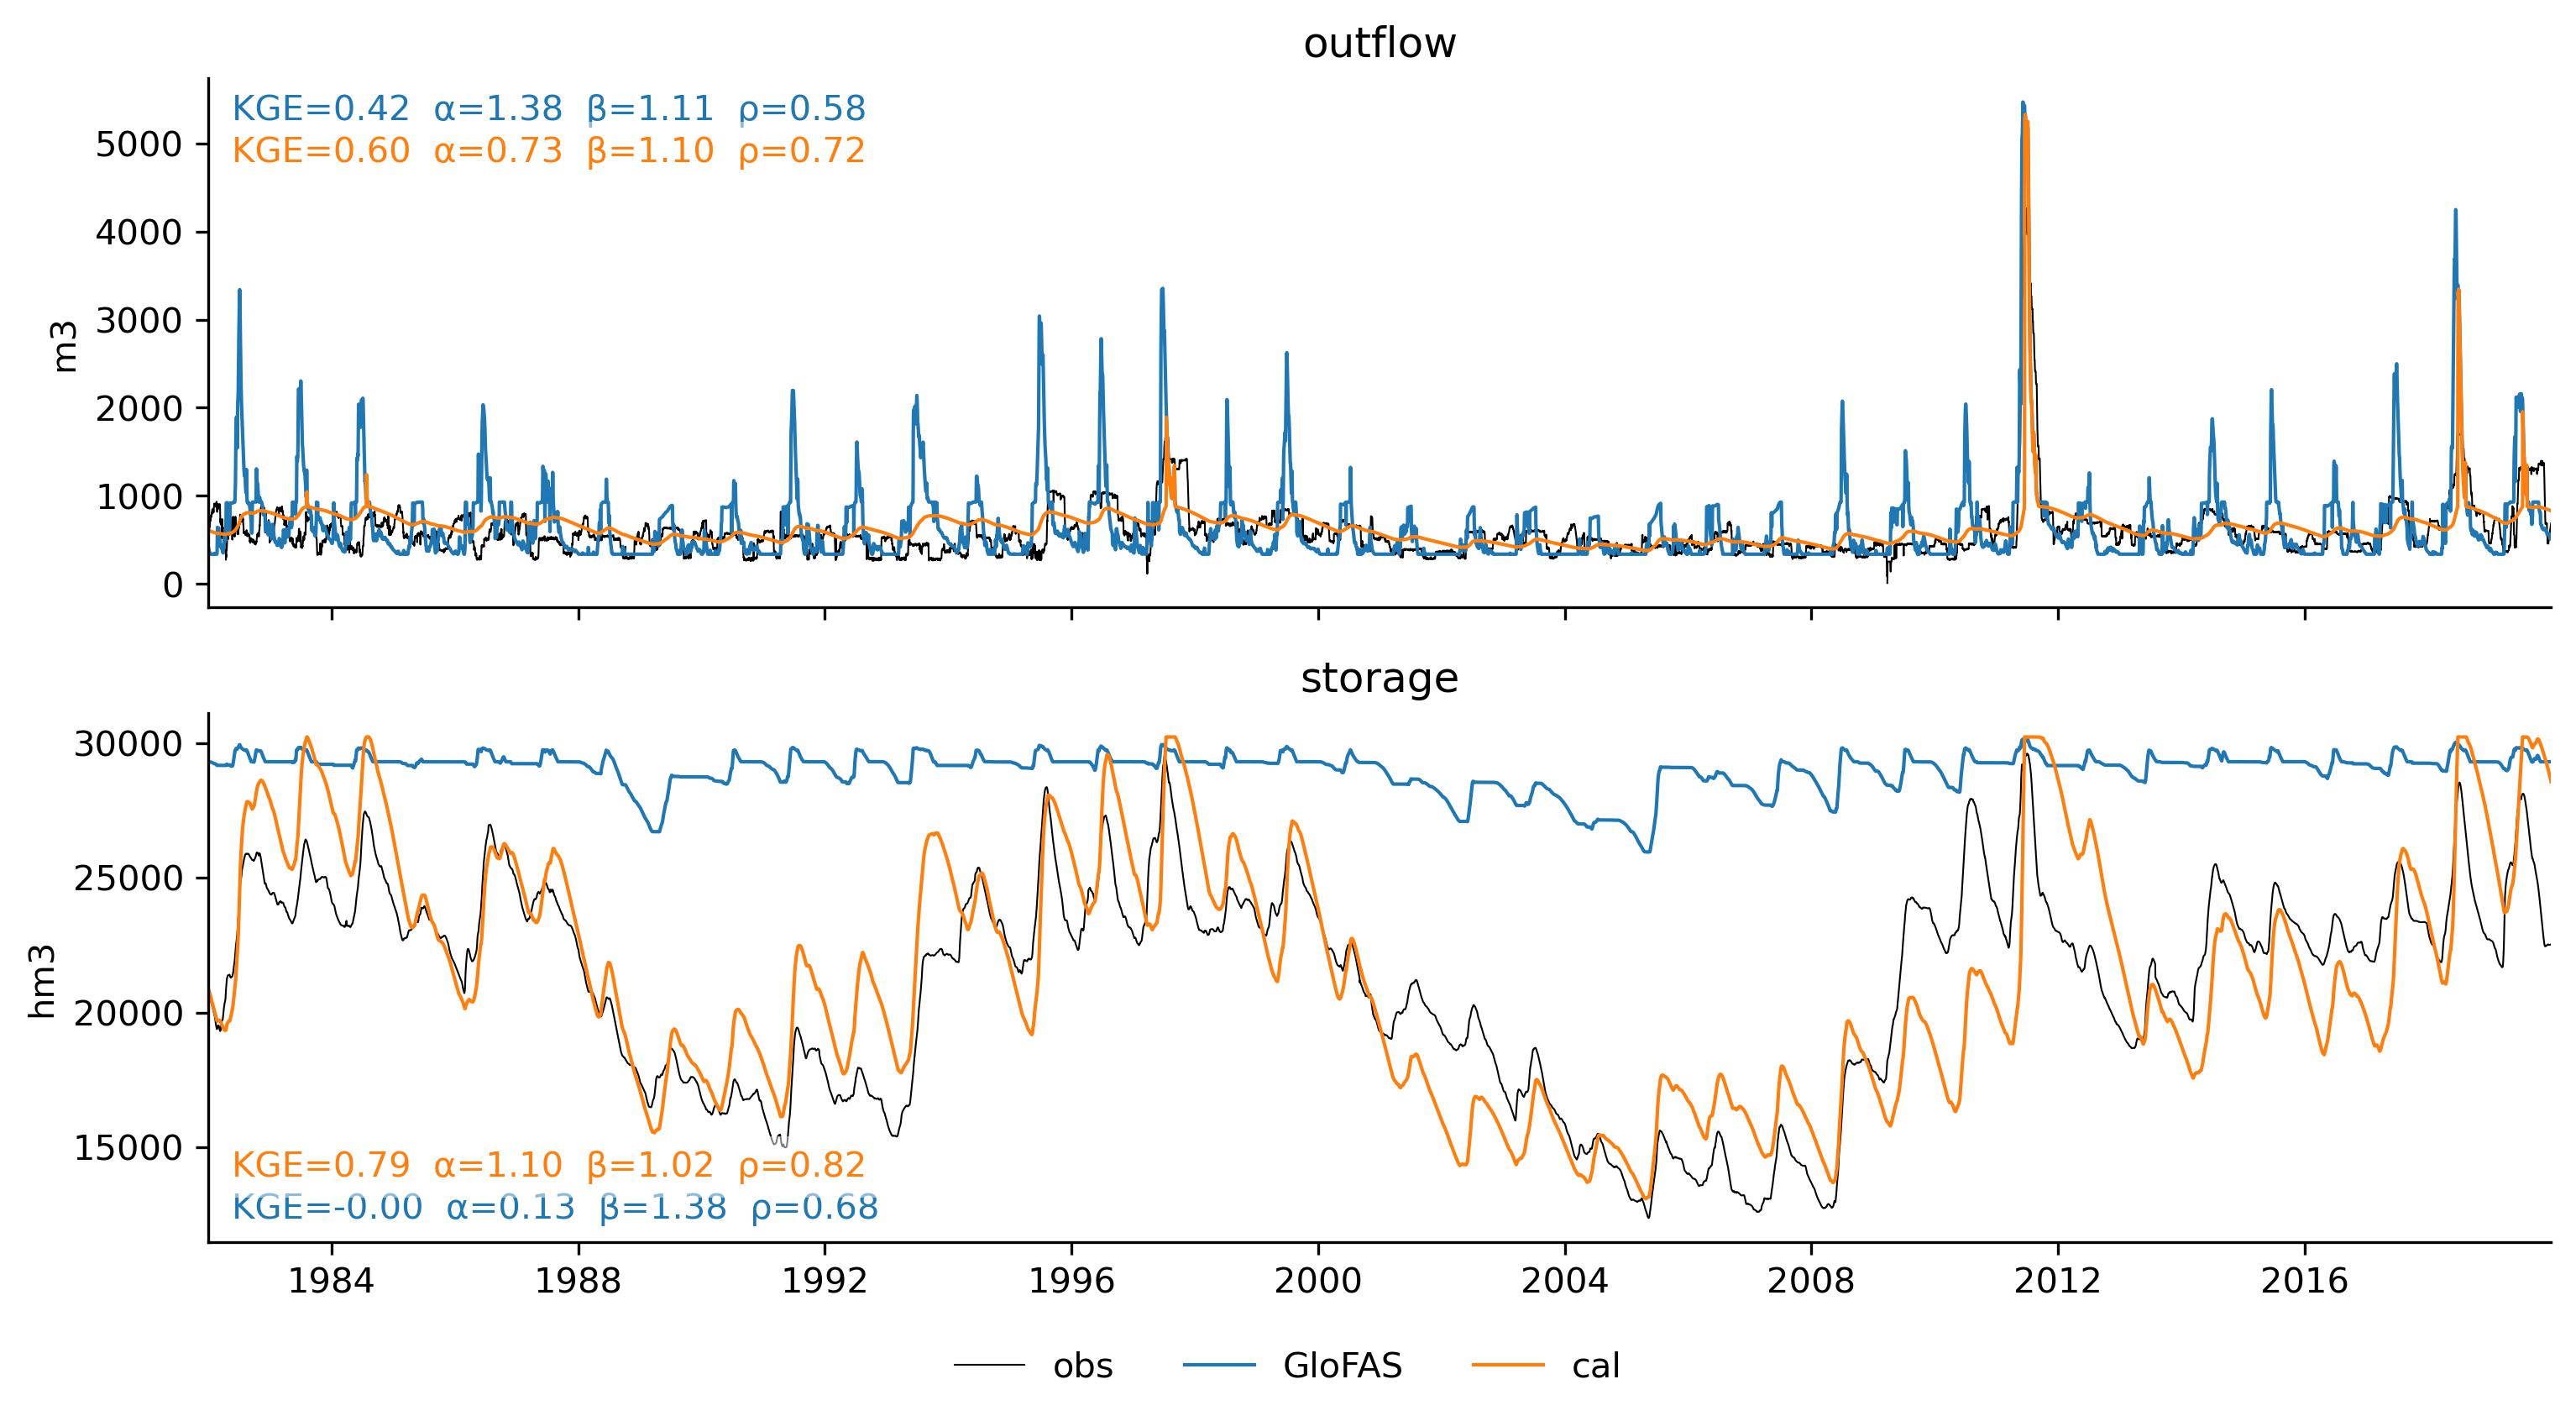 outflow
KGE=0.42 α=1.38 β=1.11 ρ=0.58
KGE=0.60 α=0.73 β=1.10 ρ=0.72
m3
5000
4000
3000
2000
1000
0
storage
hm3
30000
25000
20000
15000
KGE=0.79 α=1.10 β=1.02 ρ=0.82
KGE=-0.00 α=0.13 β=1.38 ρ=0.68
1984 1988 1992 1996 2000 2004 2008 2012 2016
obs GloFAS cal